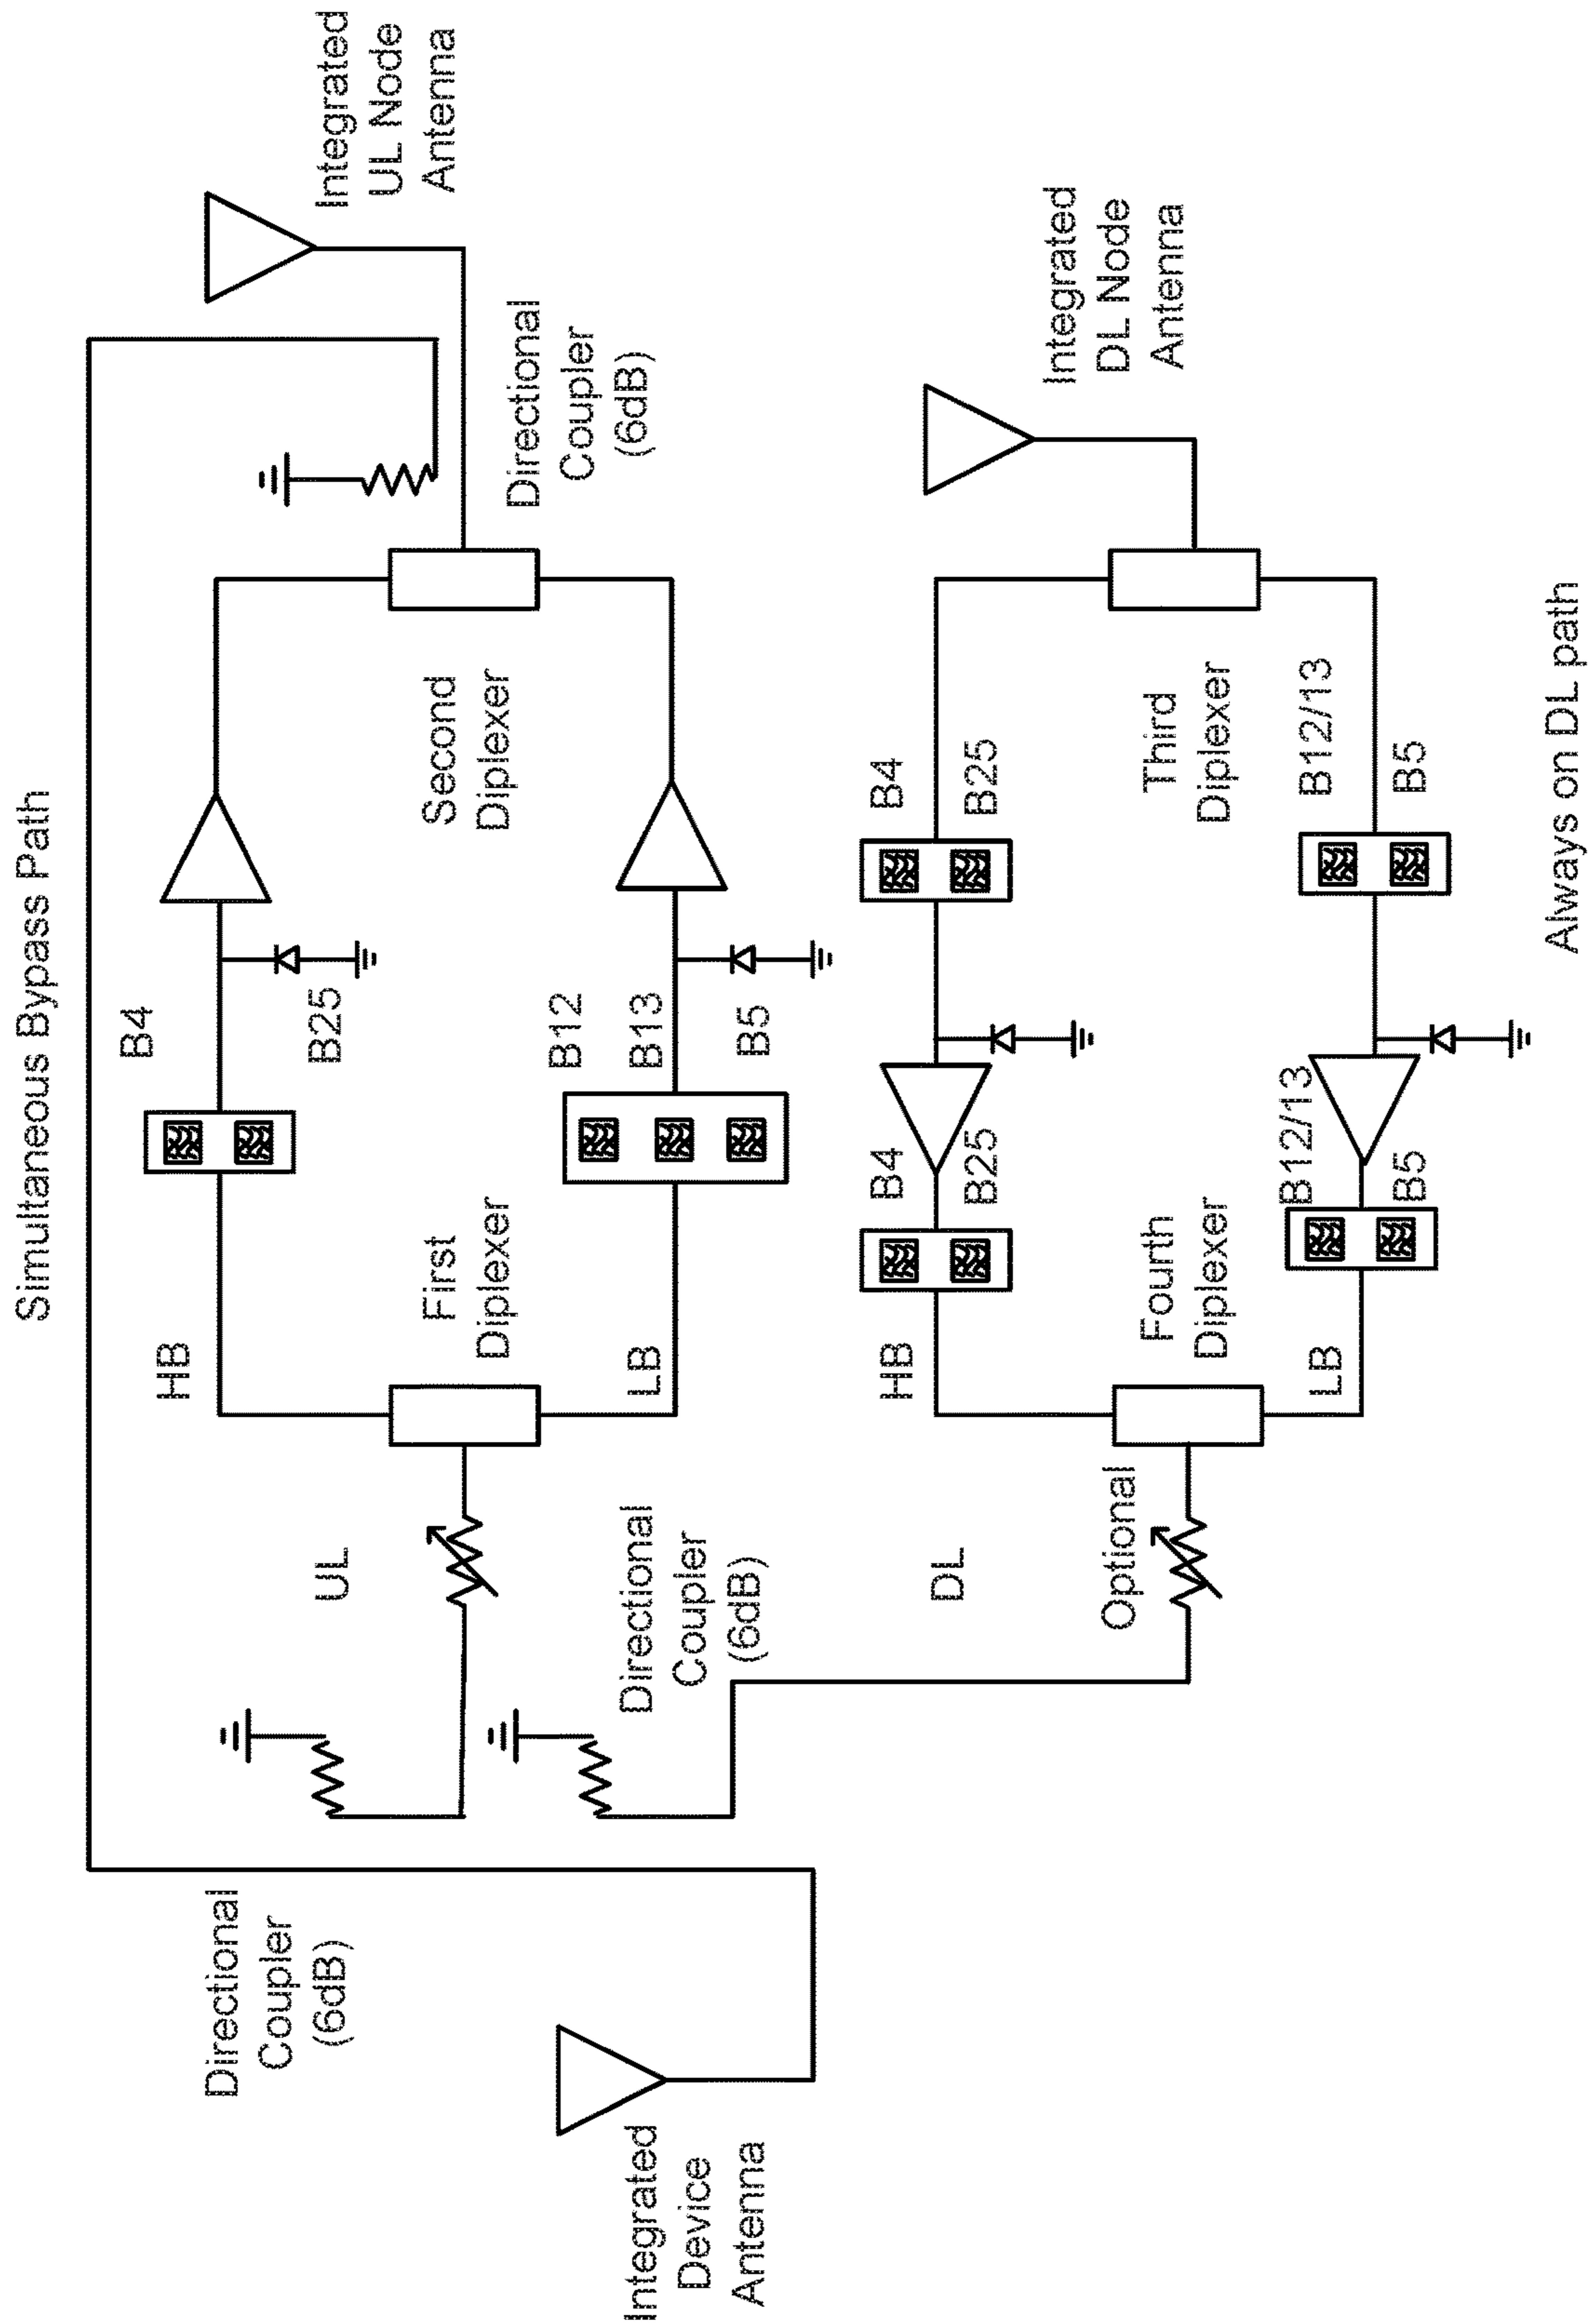 Simultaneous Bypass Path
Directional
Coupler
(6dB)
Integrated
Device
Antenna
UL
Directional
Coupler
(6dB)
HB
First
Diplexer
LB
B4
B25
B12
B13
B5
Second
Diplexer
Directional
Coupler
(6dB)
Integrated
UL Node
Antenna
DL
Optional
HB
Fourth
Diplexer
LB
B4
B25
B12/13
B5
B4
B25
Third
Diplexer
B12/13
B5
Integrated
DL Node
Antenna
Always on DL path